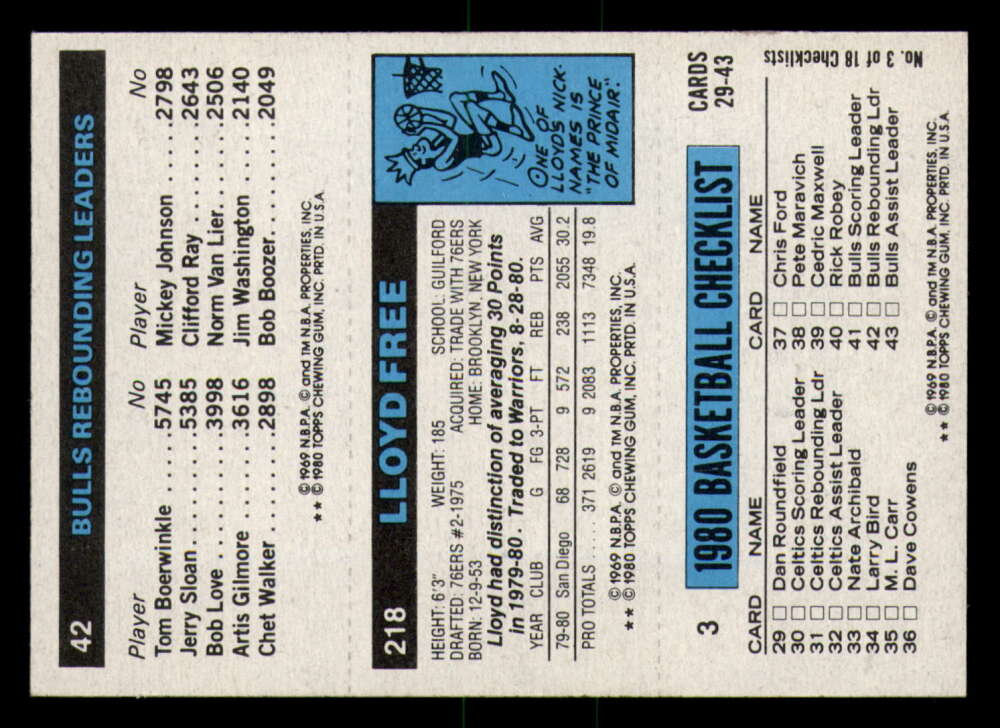 42 BULLS REBOUNDING LEADERS
Player No Player No
Tom Boerwinkle ......5745 Mickey Johnson .....2798
Jerry Sloan..........5385 Clifford Ray.........2643
Bob Love............3998 Norm Van Lier........2506
Artis Gilmore .......3616 Jim Washington ......2140
Chet Walker.........2898 Bob Boozer..........2049
© 1969 N.B.P.A. © and TM N.B.A. PROPERTIES, INC.
** © 1980 TOPPS CHEWING GUM, INC. PRTD. IN U.S.A.
218 LLOYD FREE
HEIGHT: 6'3" WEIGHT: 185 SCHOOL: GUILFORD
DRAFTED: 76ERS #2-1975 ACQUIRED: TRADE WITH 76ERS
BORN: 12-9-53 HOME: BROOKLYN, NEW YORK
Lloyd had distinction of averaging 30 Points
in 1979-80. Traded to Warriors, 8-28-80.
YEAR CLUB G FG 3-PT FT REB PTS AVG
79-80 San Diego 68 728 9 572 238 2055 30.2
PRO TOTALS ..... 371 2619 9 2083 1113 7348 19.8
© 1969 N.B.P.A. © and TM N.B.A. PROPERTIES, INC.
** © 1980 TOPPS CHEWING GUM, INC. PRTD. IN U.S.A.
ONE OF
LLOYD'S NICK-
NAMES IS
"THE PRINCE
OF MIDAIR".
3 1980 BASKETBALL CHECKLIST CARDS
29-43
CARD NAME CARD NAME
29 □ Dan Roundfield 37 □ Chris Ford
30 □ Celtics Scoring Leader 38 □ Pete Maravich
31 □ Celtics Rebounding Ldr 39 □ Cedric Maxwell
32 □ Celtics Assist Leader 40 □ Rick Robey
33 □ Nate Archibald 41 □ Bulls Scoring Leader
34 □ Larry Bird 42 □ Bulls Rebounding Ldr
35 □ M. L. Carr 43 □ Bulls Assist Leader
36 □ Dave Cowens
© 1969 N.B.P.A. © and TM N.B.A. PROPERTIES, INC.
** © 1980 TOPPS CHEWING GUM, INC. PRTD. IN U.S.A.
No. 3 of 18 Checklists